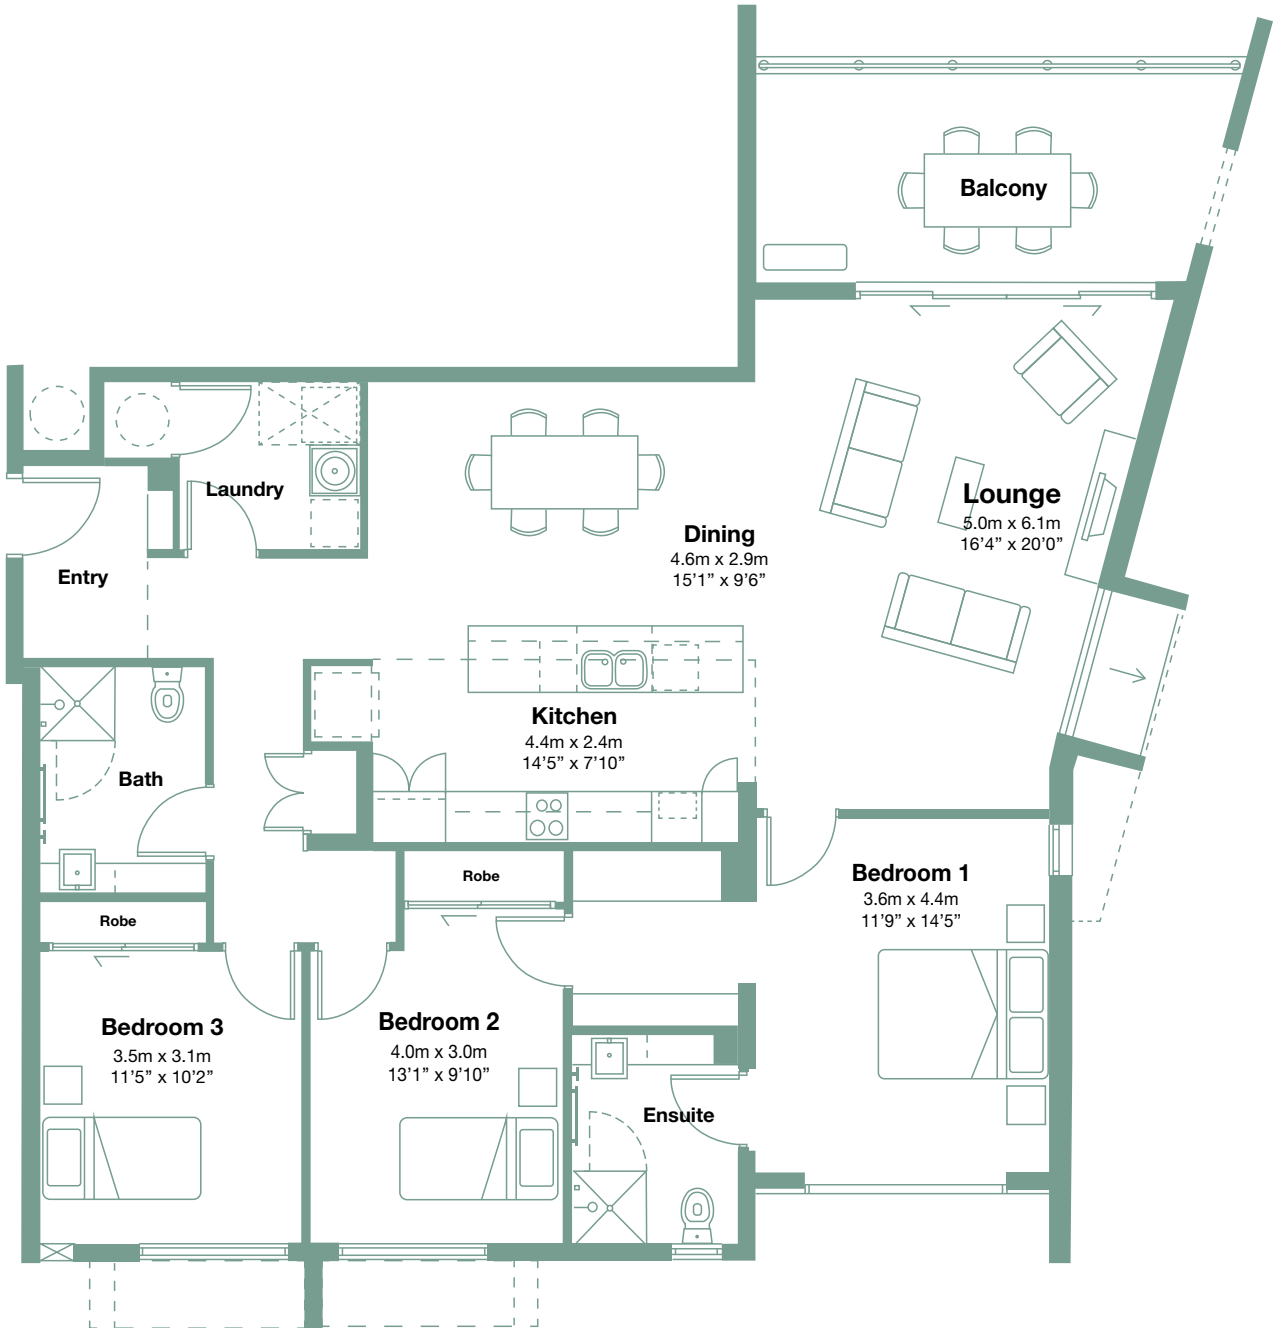 Balcony
Laundry
Lounge
5.0m x 6.1m
16’4” x 20’0”
Dining
4.6m x 2.9m
15’1” x 9’6”
Entry
Kitchen
4.4m x 2.4m
14’5” x 7’10”
Bath
Robe
Robe
Bedroom 1
3.6m x 4.4m
11’9” x 14’5”
Bedroom 3
3.5m x 3.1m
11’5” x 10’2”
Bedroom 2
4.0m x 3.0m
13’1” x 9’10”
Ensuite